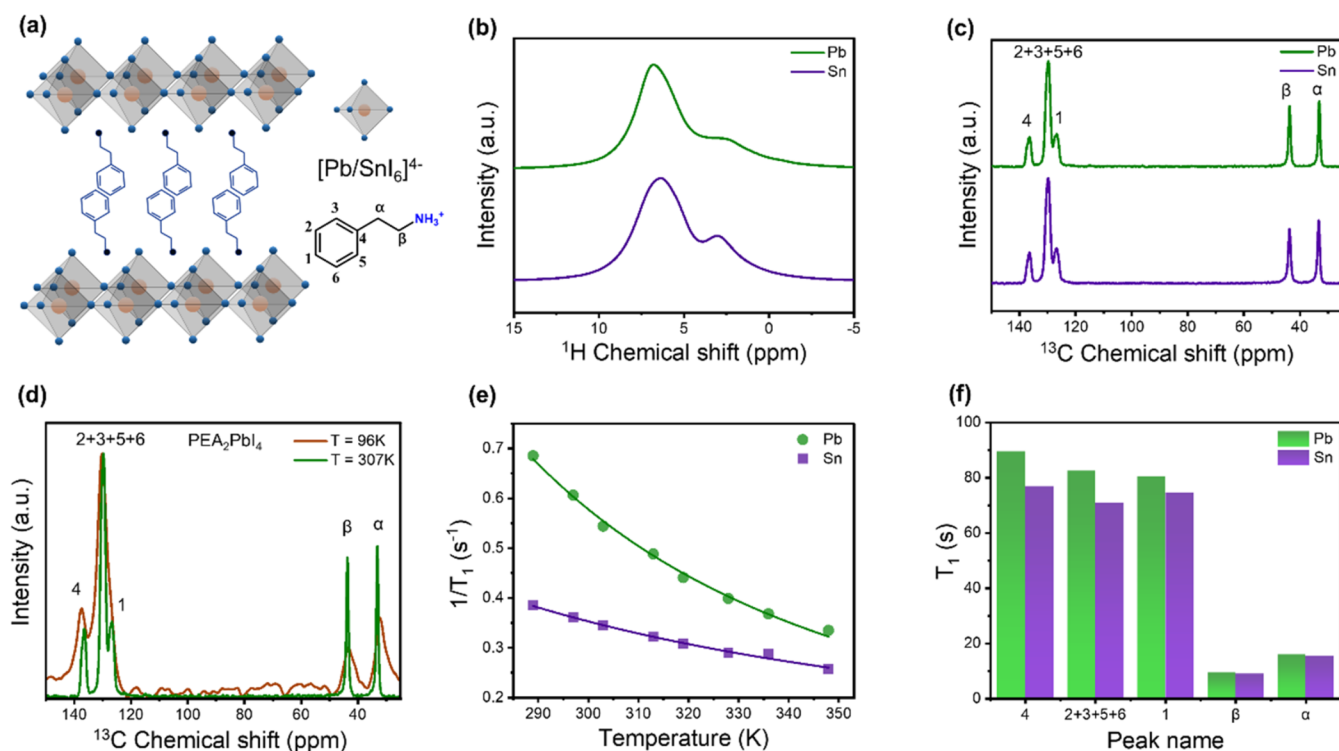 (a)
[Pb/SnI₆]⁴⁻
3
α
2
4
NH₃⁺
1
β
5
6
(b)
Pb
Sn
Intensity (a.u.)
15 10 5 0 -5
¹H Chemical shift (ppm)
(c)
2+3+5+6
Pb
Sn
4
1
β
α
Intensity (a.u.)
140 120 100 80 60 40
¹³C Chemical shift (ppm)
(d)
2+3+5+6
PEA₂PbI₄
T = 96K
T = 307K
4
1
β
α
Intensity (a.u.)
140 120 100 80 60 40
¹³C Chemical shift (ppm)
(e)
Pb
Sn
0.7
0.6
0.5
0.4
0.3
0.2
1/T₁ (s⁻¹)
290 300 310 320 330 340 350
Temperature (K)
(f)
Pb
Sn
100
80
60
40
20
0
T₁ (s)
4 2+3+5+6 1 β α
Peak name